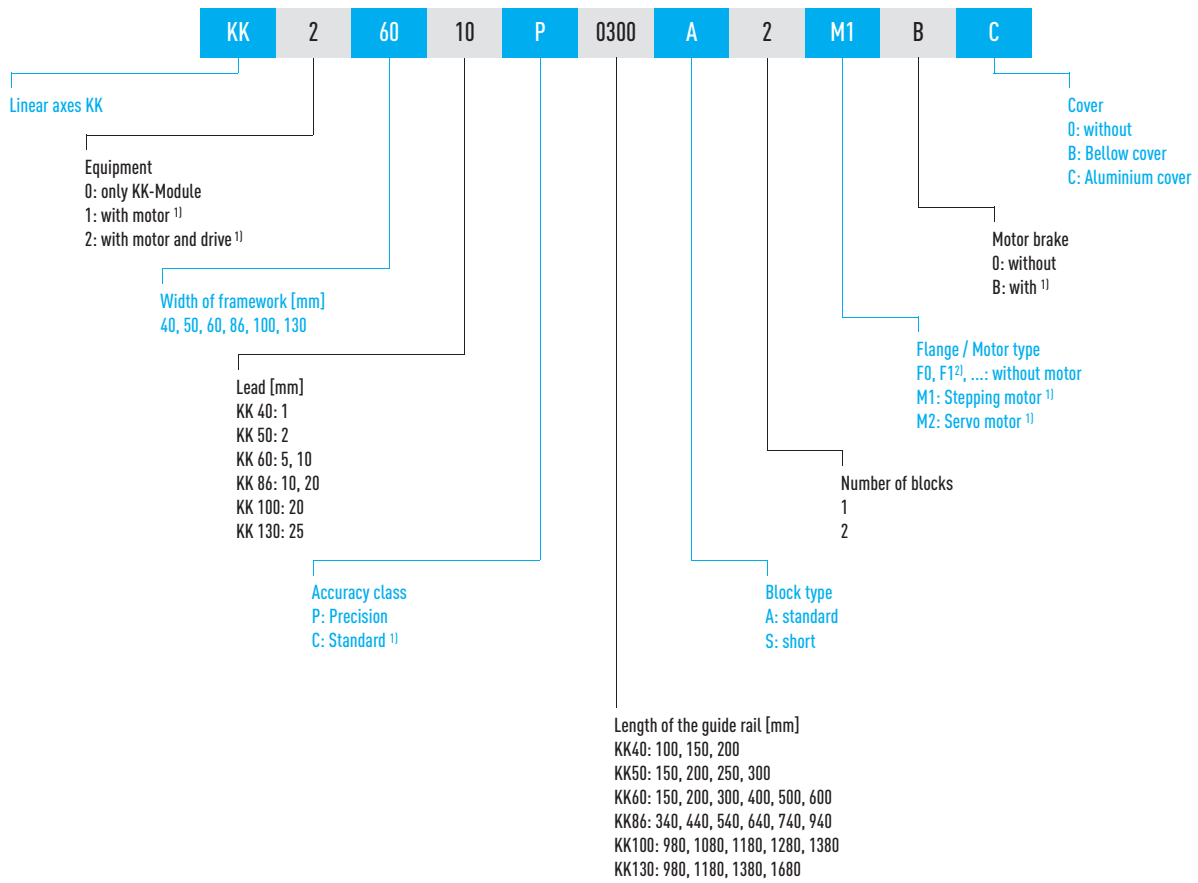 KK 2 60 10 P 0300 A 2 M1 B C
Linear axes KK
Equipment
0: only KK-Module
1: with motor 1)
2: with motor and drive 1)
Width of framework [mm]
40, 50, 60, 86, 100, 130
Lead [mm]
KK 40: 1
KK 50: 2
KK 60: 5, 10
KK 86: 10, 20
KK 100: 20
KK 130: 25
Accuracy class
P: Precision
C: Standard 1)
Length of the guide rail [mm]
KK40: 100, 150, 200
KK50: 150, 200, 250, 300
KK60: 150, 200, 300, 400, 500, 600
KK86: 340, 440, 540, 640, 740, 940
KK100: 980, 1080, 1180, 1280, 1380
KK130: 980, 1180, 1380, 1680
Block type
A: standard
S: short
Number of blocks
1
2
Flange / Motor type
F0, F12), ...: without motor
M1: Stepping motor 1)
M2: Servo motor 1)
Motor brake
0: without
B: with 1)
Cover
0: without
B: Bellow cover
C: Aluminium cover